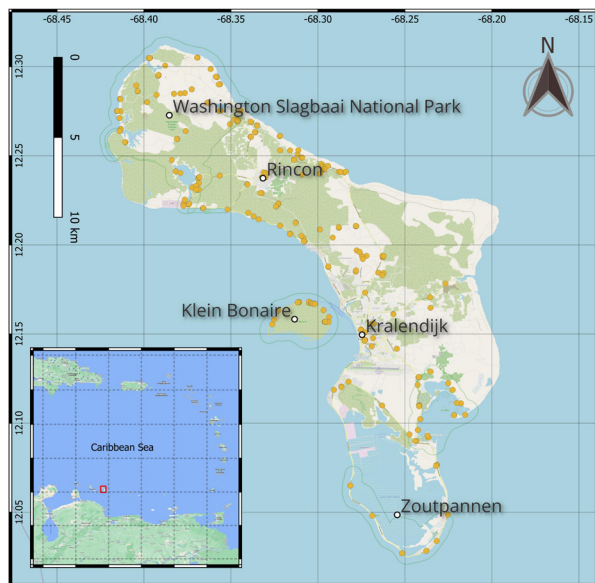 -68.45 -68.40 -68.35 -68.30 -68.25 -68.20 -68.15
12.30
0
N
Washington Slagbaai National Park
5
12.25
Rincon
10 km
12.20
Klein Bonaire
12.15
Kralendijk
Caribbean Sea
12.10
12.05
Zoutpannen